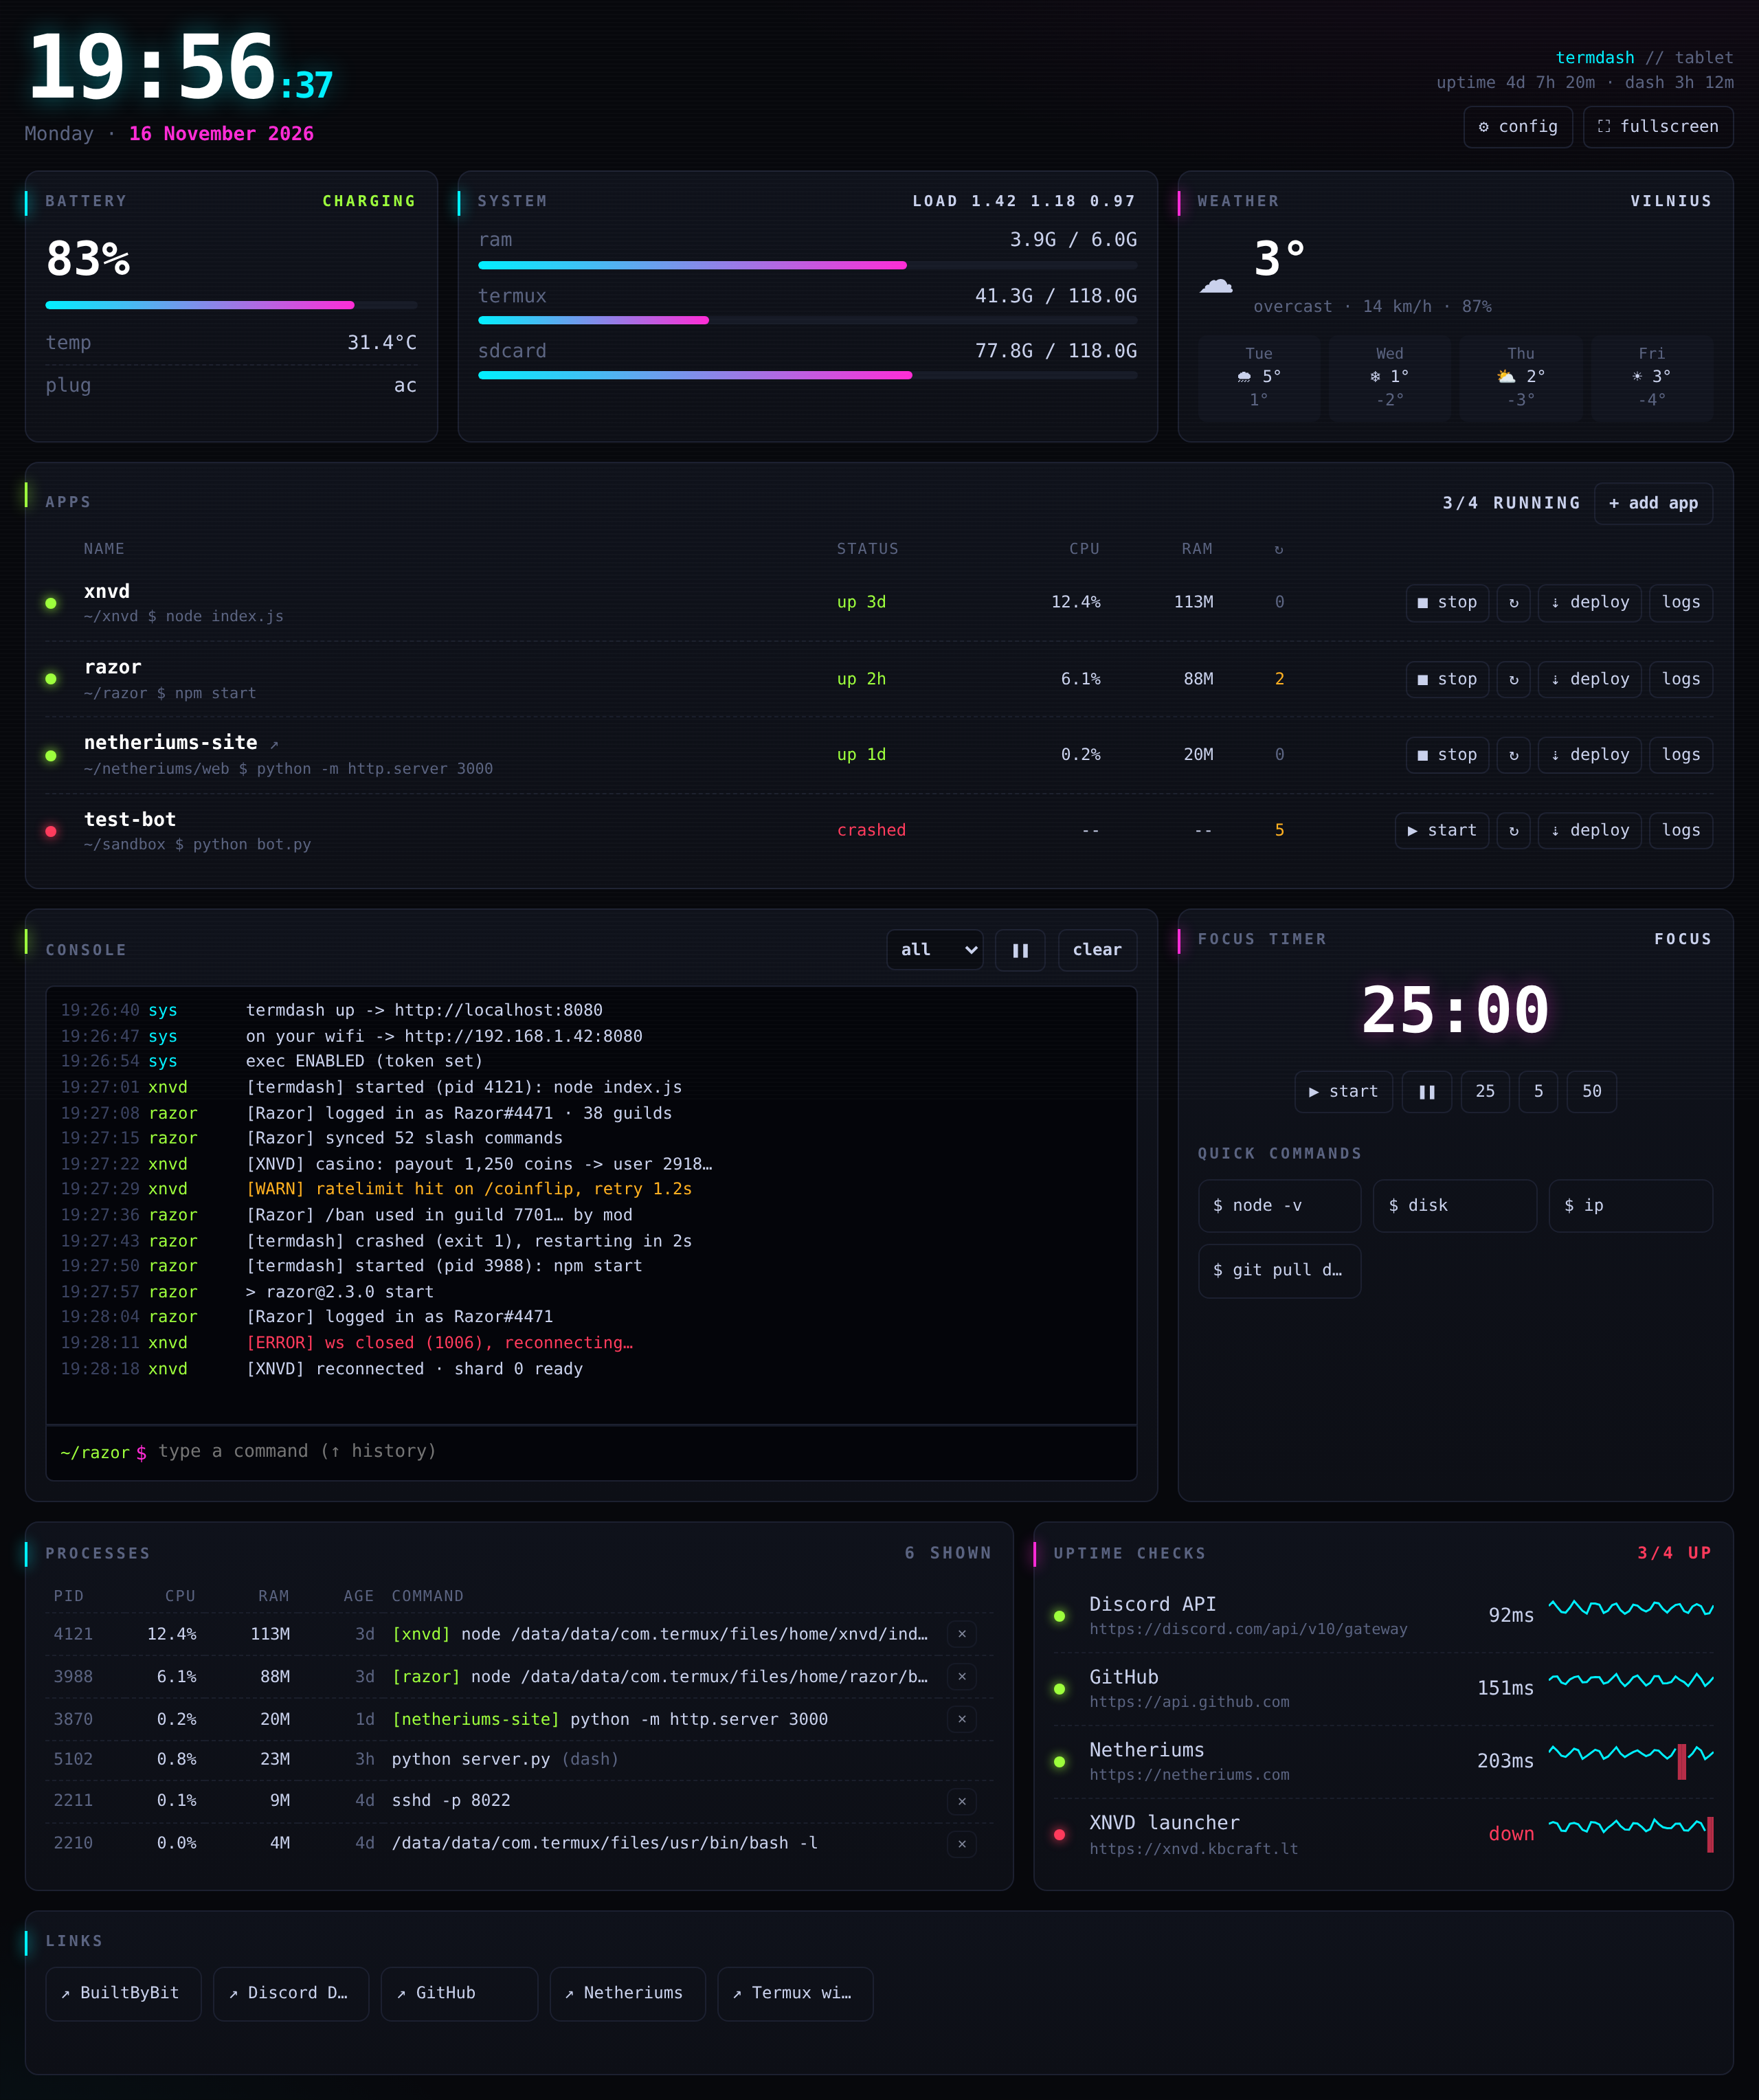 19:56:37
Monday · 16 November 2026
termdash // tablet
uptime 4d 7h 20m · dash 3h 12m
⚙ config
⛶ fullscreen
BATTERY CHARGING
83%
temp 31.4°C
plug ac
SYSTEM LOAD 1.42 1.18 0.97
ram 3.9G / 6.0G
termux 41.3G / 118.0G
sdcard 77.8G / 118.0G
WEATHER VILNIUS
3°
overcast · 14 km/h · 87%
Tue Wed Thu Fri
5° 1° 2° 3°
1° -2° -3° -4°
APPS 3/4 RUNNING + add app
NAME STATUS CPU RAM ↻
xnvd
~/xnvd $ node index.js
up 3d 12.4% 113M 0 ■ stop ↻ ⇣ deploy logs
razor
~/razor $ npm start
up 2h 6.1% 88M 2 ■ stop ↻ ⇣ deploy logs
netheriums-site ↗
~/netheriums/web $ python -m http.server 3000
up 1d 0.2% 20M 0 ■ stop ↻ ⇣ deploy logs
test-bot
~/sandbox $ python bot.py
crashed -- -- 5 ▶ start ↻ ⇣ deploy logs
CONSOLE all ❚❚ clear
19:26:40 sys termdash up -> http://localhost:8080
19:26:47 sys on your wifi -> http://192.168.1.42:8080
19:26:54 sys exec ENABLED (token set)
19:27:01 xnvd [termdash] started (pid 4121): node index.js
19:27:08 razor [Razor] logged in as Razor#4471 · 38 guilds
19:27:15 razor [Razor] synced 52 slash commands
19:27:22 xnvd [XNVD] casino: payout 1,250 coins -> user 2918…
19:27:29 xnvd [WARN] ratelimit hit on /coinflip, retry 1.2s
19:27:36 razor [Razor] /ban used in guild 7701… by mod
19:27:43 razor [termdash] crashed (exit 1), restarting in 2s
19:27:50 razor [termdash] started (pid 3988): npm start
19:27:57 razor > razor@2.3.0 start
19:28:04 razor [Razor] logged in as Razor#4471
19:28:11 xnvd [ERROR] ws closed (1006), reconnecting…
19:28:18 xnvd [XNVD] reconnected · shard 0 ready
~/razor $ type a command (↑ history)
FOCUS TIMER FOCUS
25:00
▶ start ❚❚ 25 5 50
QUICK COMMANDS
$ node -v $ disk $ ip
$ git pull d…
PROCESSES 6 SHOWN
PID CPU RAM AGE COMMAND
4121 12.4% 113M 3d [xnvd] node /data/data/com.termux/files/home/xnvd/ind… ×
3988 6.1% 88M 3d [razor] node /data/data/com.termux/files/home/razor/b… ×
3870 0.2% 20M 1d [netheriums-site] python -m http.server 3000 ×
5102 0.8% 23M 3h python server.py (dash)
2211 0.1% 9M 4d sshd -p 8022 ×
2210 0.0% 4M 4d /data/data/com.termux/files/usr/bin/bash -l ×
UPTIME CHECKS 3/4 UP
Discord API
https://discord.com/api/v10/gateway
92ms
GitHub
https://api.github.com
151ms
Netheriums
https://netheriums.com
203ms
XNVD launcher
https://xnvd.kbcraft.lt
down
LINKS
↗ BuiltByBit ↗ Discord D… ↗ GitHub ↗ Netheriums ↗ Termux wi…